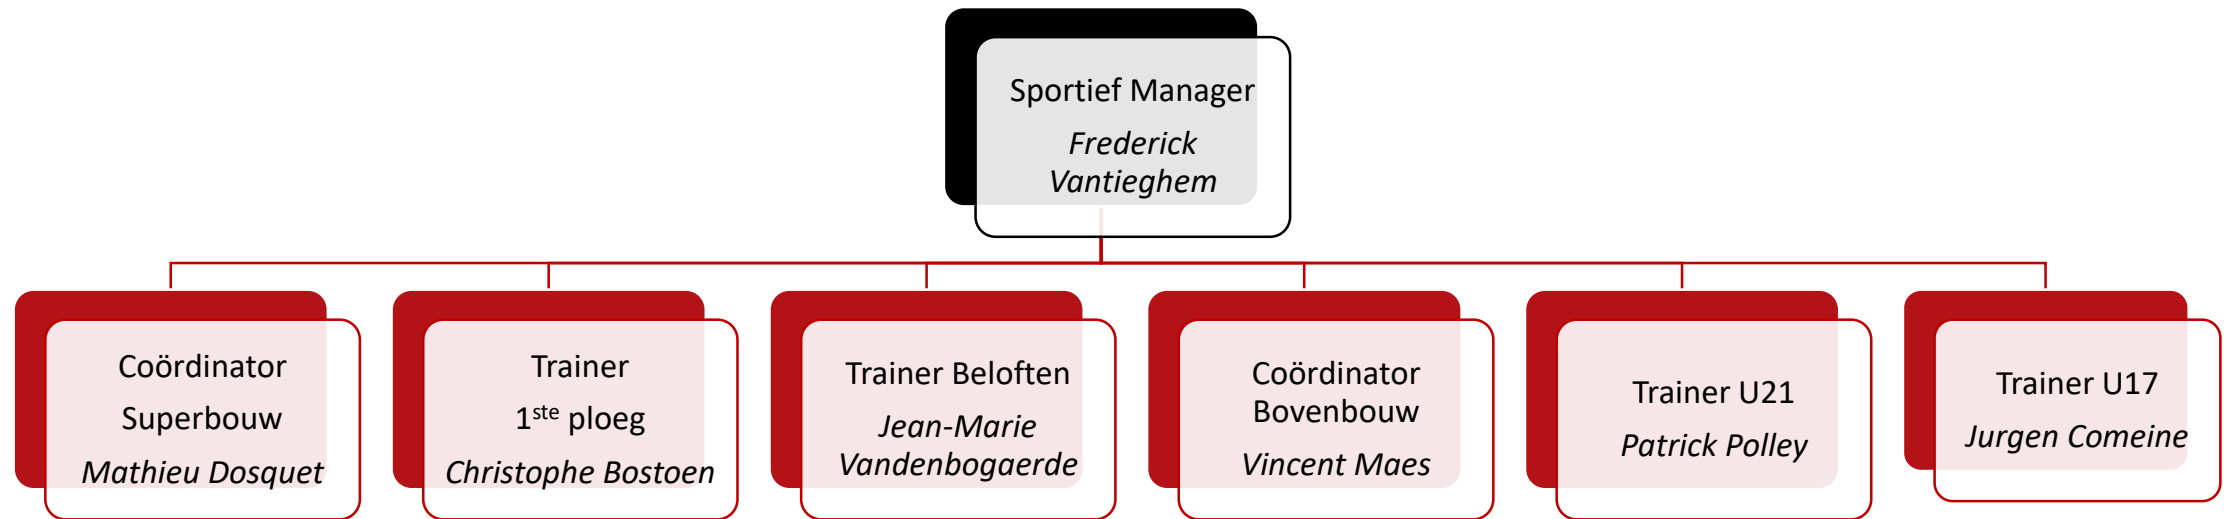 Sportief Manager
Frederick
Vantieghem
Coördinator
Superbouw
Mathieu Dosquet
Trainer
1ste ploeg
Christophe Bostoen
Trainer Beloften
Jean-Marie
Vandenbogaerde
Coördinator
Bovenbouw
Vincent Maes
Trainer U21
Patrick Polley
Trainer U17
Jurgen Comeine